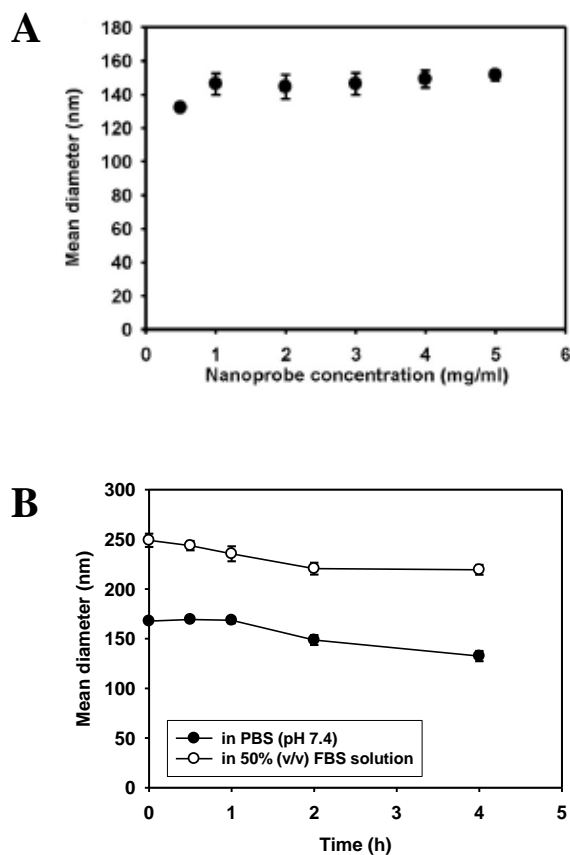 A
180
160
140
120
100
80
60
40
20
0
Mean diameter (nm)
0 1 2 3 4 5 6
Nanoprobe concentration (mg/ml)
B
300
250
200
150
100
50
0
Mean diameter (nm)
in PBS (pH 7.4)
in 50% (v/v) FBS solution
0 1 2 3 4 5
Time (h)